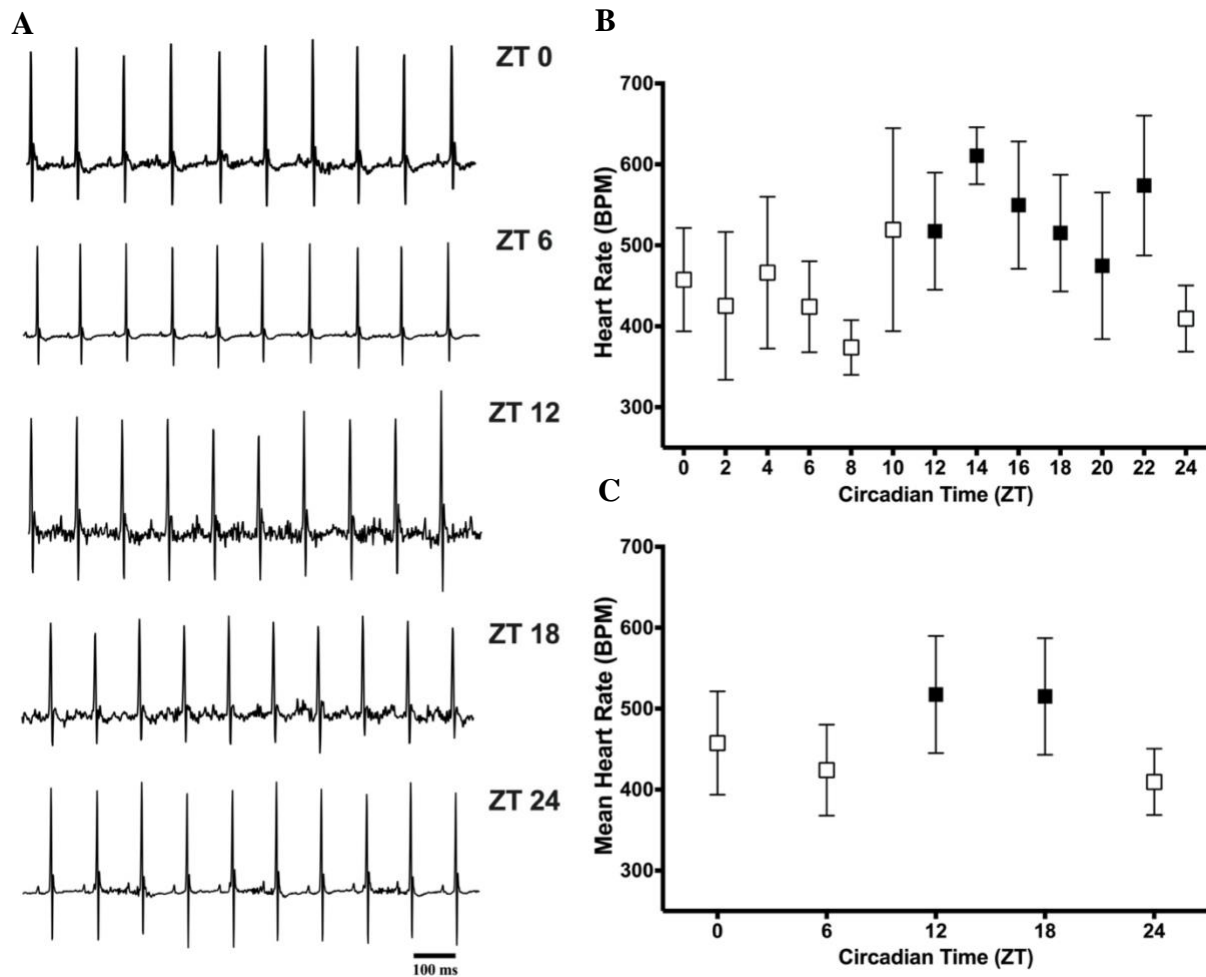 A
ZT 0
ZT 6
ZT 12
ZT 18
ZT 24
100 ms
B
700
600
500
400
300
Heart Rate (BPM)
0 2 4 6 8 10 12 14 16 18 20 22 24
Circadian Time (ZT)
C
700
600
500
400
300
Mean Heart Rate (BPM)
0 6 12 18 24
Circadian Time (ZT)